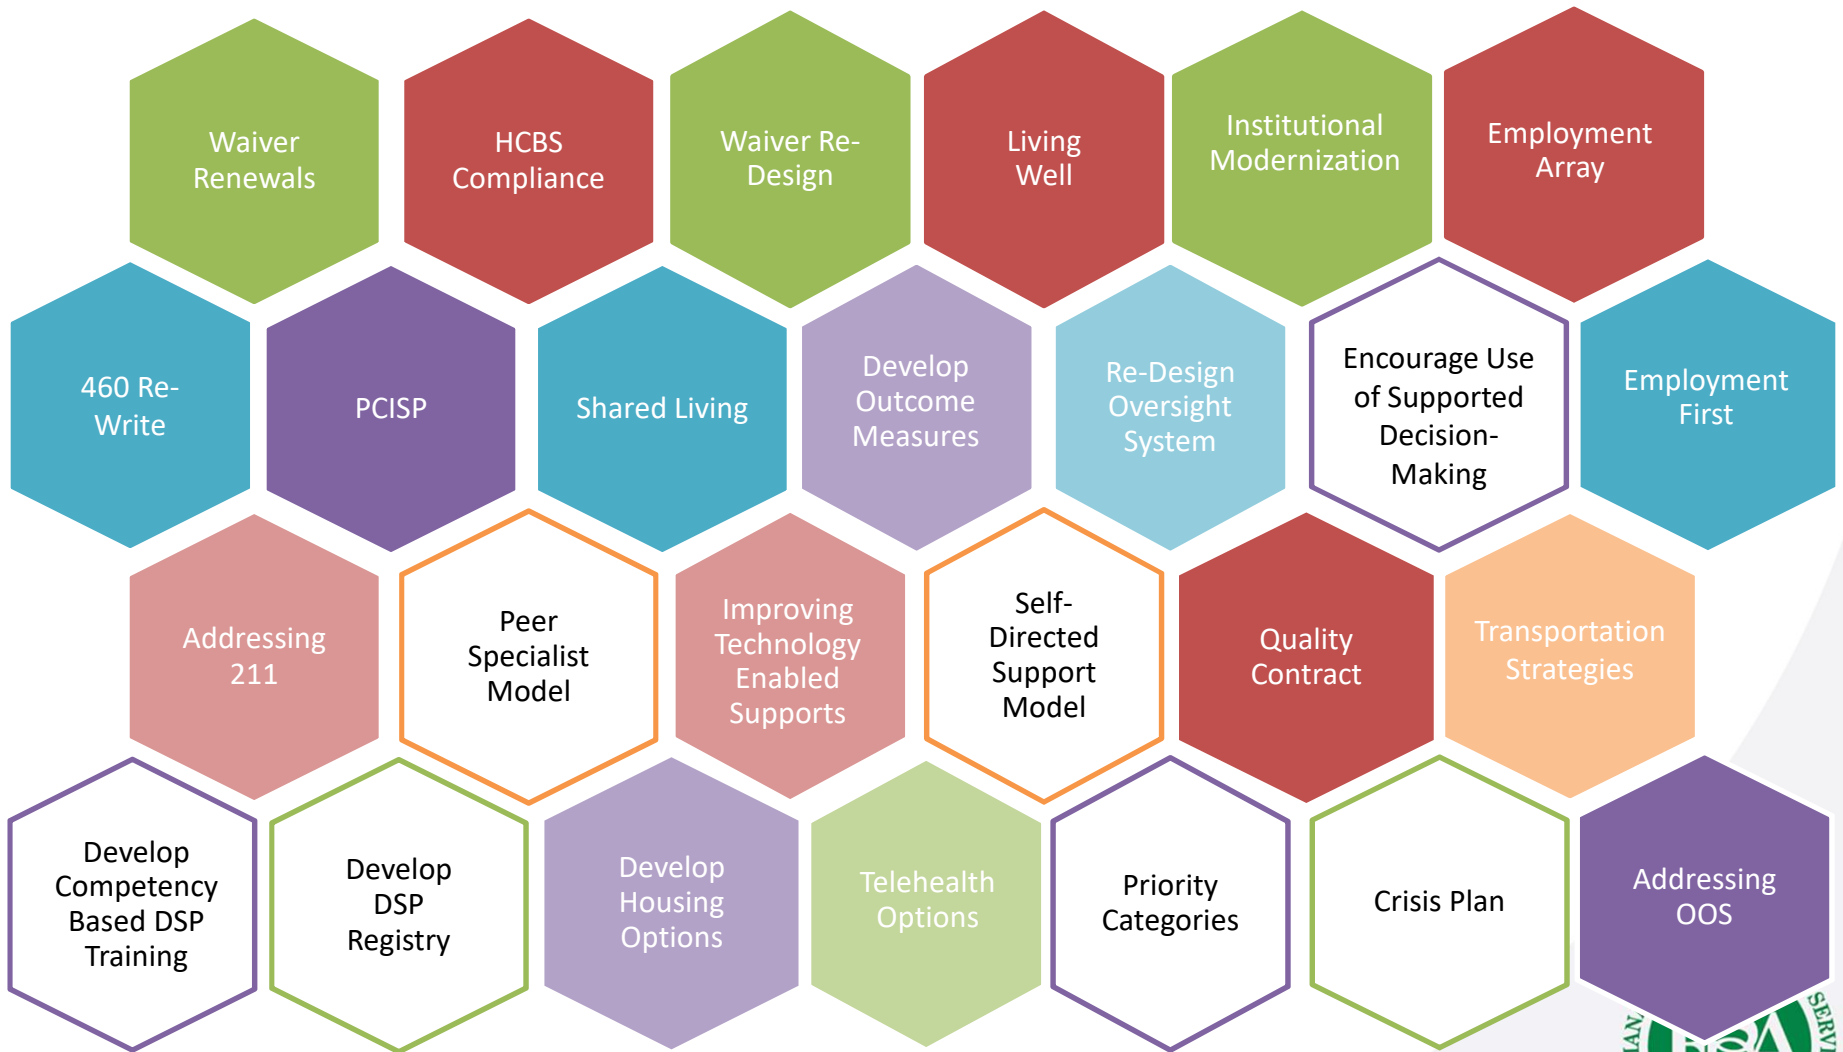 Waiver
Renewals
HCBS
Compliance
Waiver Re-
Design
Living
Well
Institutional
Modernization
Employment
Array
460 Re-
Write
PCISP
Shared Living
Develop
Outcome
Measures
Re-Design
Oversight
System
Encourage Use
of Supported
Decision-
Making
Employment
First
Addressing
211
Peer
Specialist
Model
Improving
Technology
Enabled
Supports
Self-
Directed
Support
Model
Quality
Contract
Transportation
Strategies
Develop
Competency
Based DSP
Training
Develop
DSP
Registry
Develop
Housing
Options
Telehealth
Options
Priority
Categories
Crisis Plan
Addressing
OOS